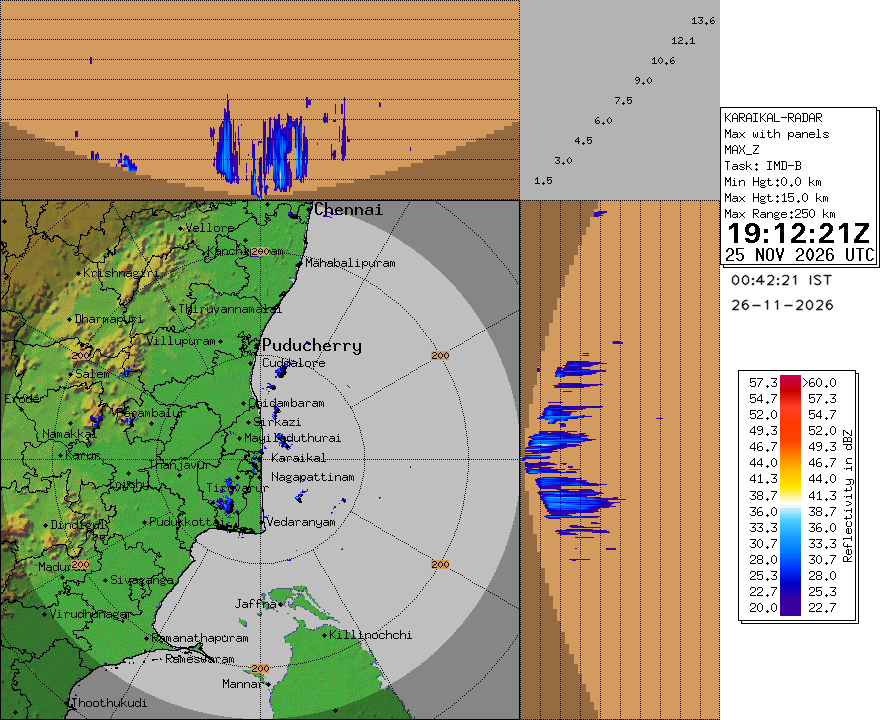 13.6
12.1
10.6
9.0
7.5
6.0
4.5
3.0
1.5
KARAIKAL-RADAR
Max with panels
MAX_Z
Task: IMD-B
Min Hgt:0.0 km
Max Hgt:15.0 km
Max Range:250 km
19:12:21Z
25 NOV 2026 UTC
00:42:21 IST
26-11-2026
Chennai
Vellore
200
Mahabalipuram
Krishnagiri
Thiruvannamalai
Dharmapuri
Villupuram
Puducherry
200
200
Cuddalore
Salem
Erode
Chidambaram
Perambalur
Sirkazi
Namakkal
Mayiladuthurai
Karur
Karaikal
Thanjavur
Nagapattinam
Tiruvarur
Pudukkottai
Vedaranyam
Dindigul
200
200
Sivaganga
Jaffna
Virudhunagar
Killinochchi
Ramanathapuram
Rameswaram
200
Mannar
Thoothukudi
57.3 >60.0
54.7 57.3
52.0 54.7
49.3 52.0
46.7 49.3
44.0 46.7
41.3 44.0
38.7 41.3
36.0 38.7
33.3 36.0
30.7 33.3
28.0 30.7
25.3 28.0
22.7 25.3
20.0 22.7
Reflectivity in dBZ